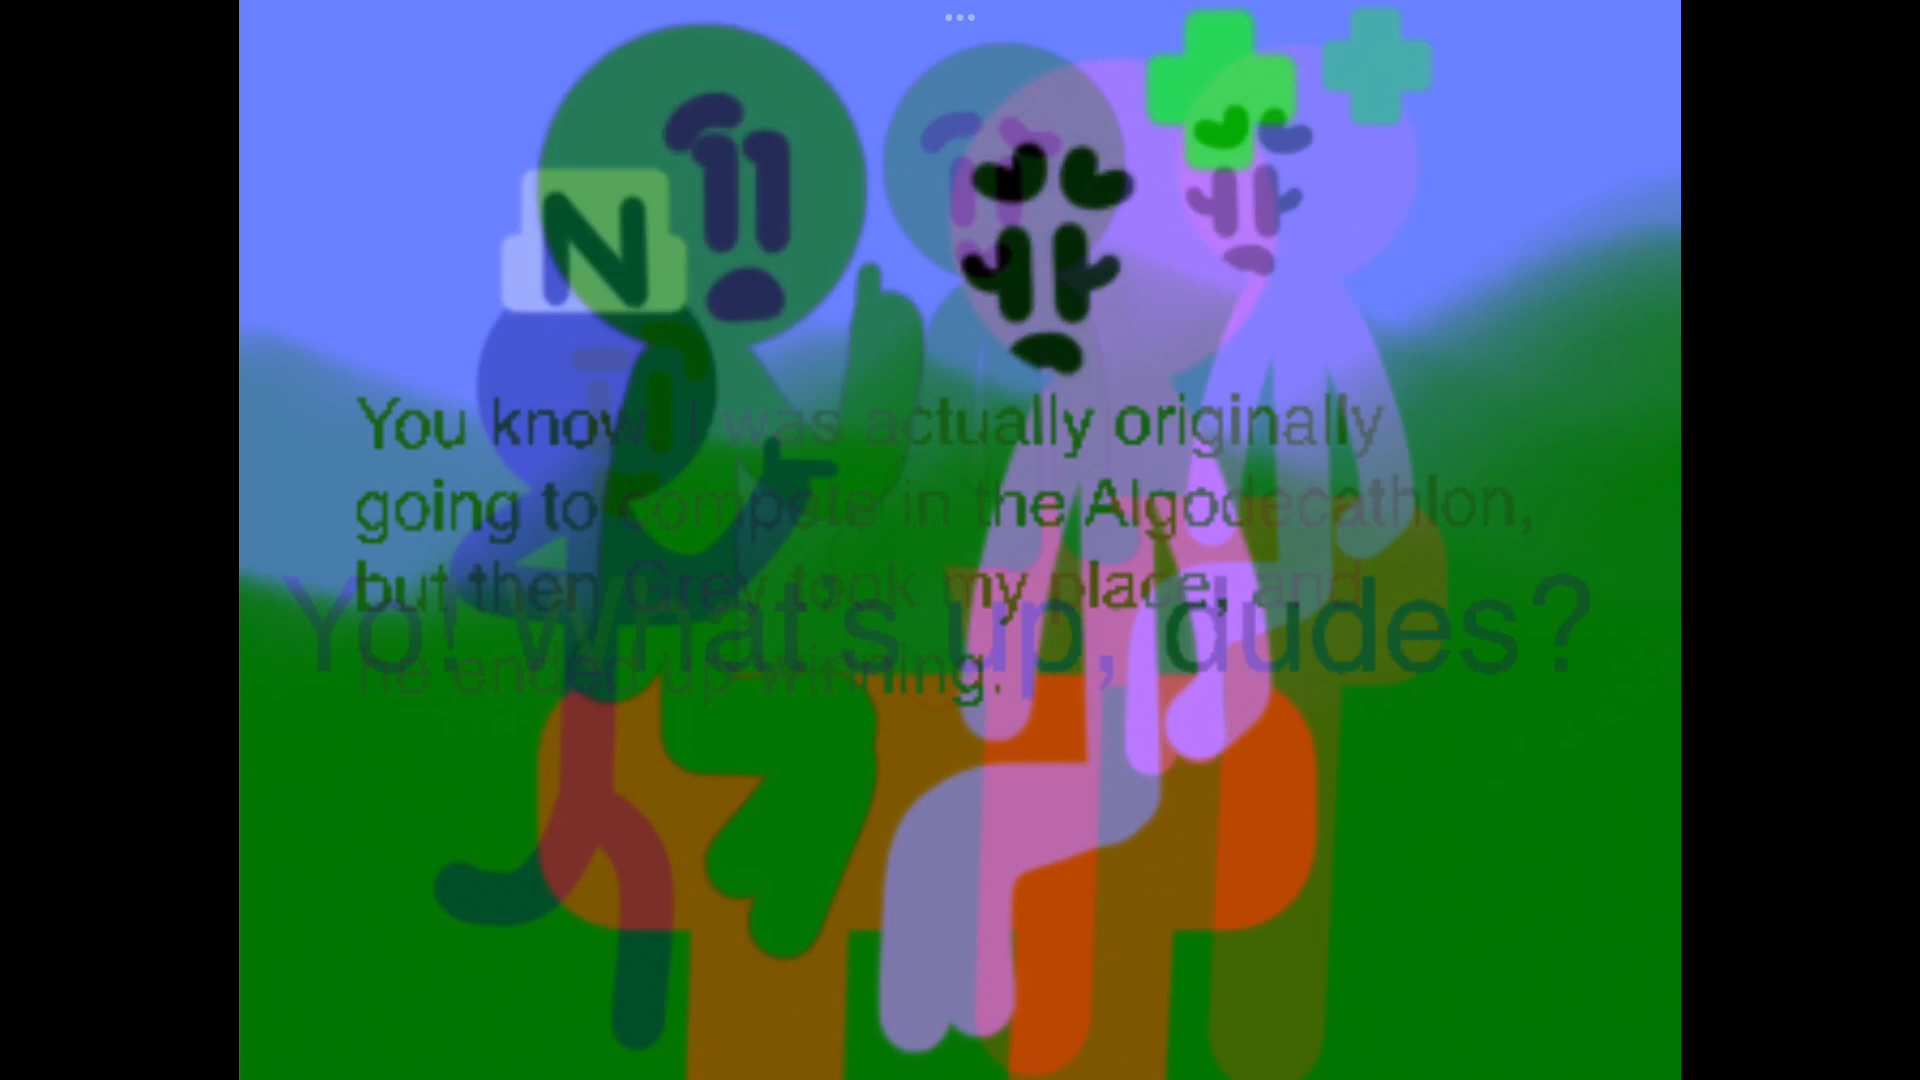 N
You know, I was actually originally
going to compete in the Algodecathlon,
but then Grey took my place, and
he ended up winning.
Yo! What's up, dudes?